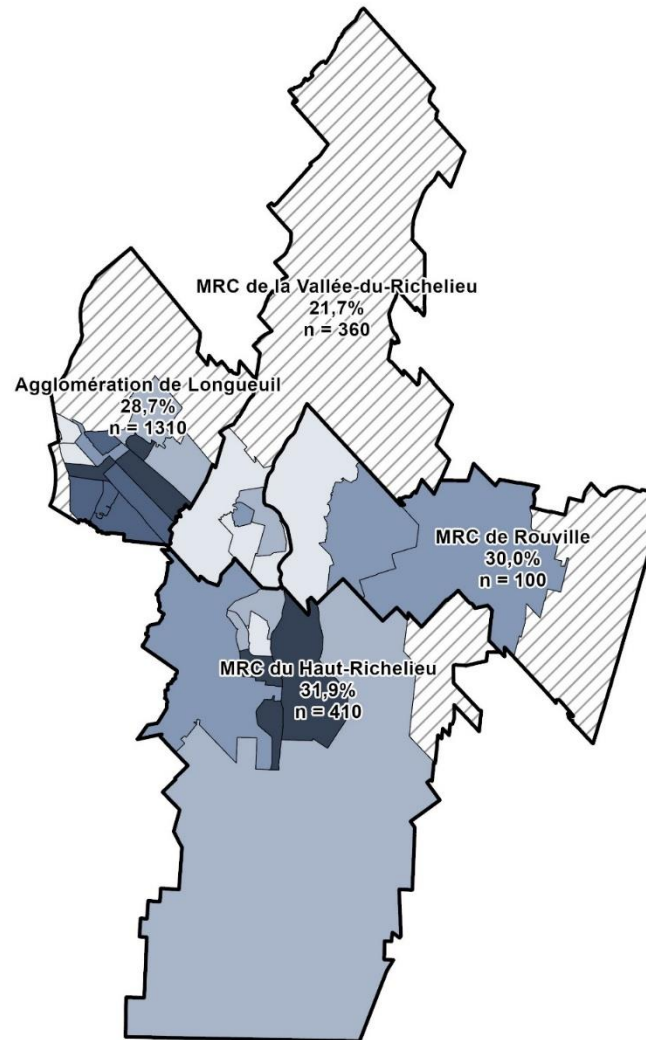 MRC de la Vallée-du-Richelieu
21,7%
n = 360
Agglomération de Longueuil
28,7%
n = 1310
MRC de Rouville
30,0%
n = 100
MRC du Haut-Richelieu
31,9%
n = 410